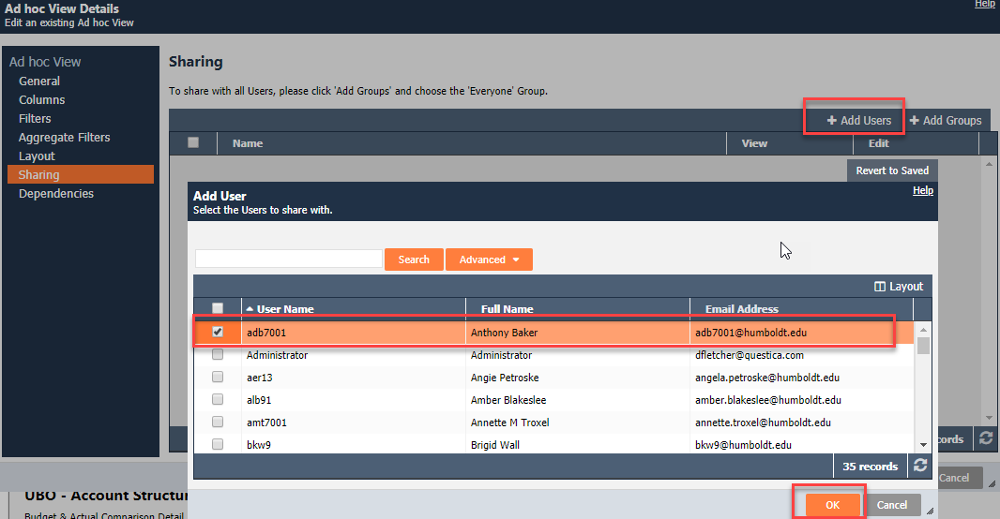 Ad hoc View Details
Help
Edit an existing Ad hoc View
Ad hoc View
General
Columns
Filters
Aggregate Filters
Layout
Sharing
Dependencies
Sharing
To share with all Users, please click 'Add Groups' and choose the 'Everyone' Group.
+ Add Users + Add Groups
Name View Edit
Revert to Saved
Add User
Help
Select the Users to share with.
Search Advanced
Layout
User Name Full Name Email Address
adb7001 Anthony Baker adb7001@humboldt.edu
Administrator Administrator dfletcher@questica.com
aer13 Angie Petroske angela.petroske@humboldt.edu
alb91 Amber Blakeslee amber.blakeslee@humboldt.edu
amt7001 Annette M Troxel annette.troxel@humboldt.edu
bkw9 Brigid Wall bkw9@humboldt.edu
ords
35 records
Cancel
UBO - Account Structur
OK Cancel
Budget & Actual Comparison Detail